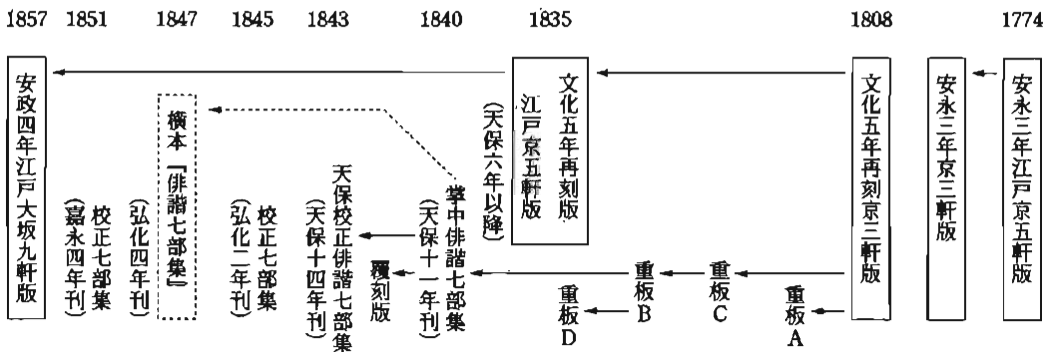 1857 1851 1847 1845 1843 1840 1835 1808 1774
安永三年江戸京五軒版
安永三年京三軒版
文化五年再刻京三軒版
重板A
重板C
重板B
重板D
文化五年再刻版
江戸京五軒版
(天保六年以降)
掌中俳諧七部集
(天保十一年刊)
覆刻版
天保校正俳諧七部集
(天保十四年刊)
校正七部集
(弘化二年刊)
横本『俳諧七部集』
(弘化四年刊)
校正七部集
(嘉永四年刊)
安政四年江戸大坂九軒版